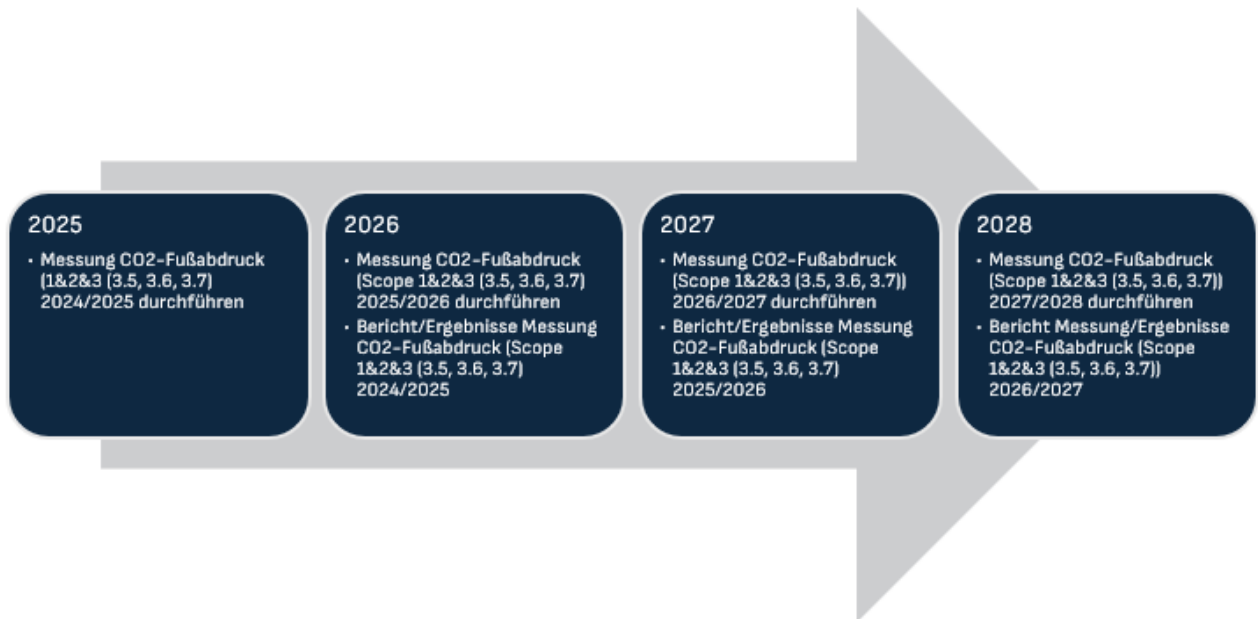 2025
· Messung CO2-Fußabdruck
(1&2&3 (3.5, 3.6, 3.7)
2024/2025 durchführen
2026
· Messung CO2-Fußabdruck
(Scope 1&2&3 (3.5, 3.6, 3.7)
2025/2026 durchführen
· Bericht/Ergebnisse Messung
CO2-Fußabdruck (Scope
1&2&3 (3.5, 3.6, 3.7)
2024/2025
2027
· Messung CO2-Fußabdruck
(Scope 1&2&3 (3.5, 3.6, 3.7))
2026/2027 durchführen
· Bericht/Ergebnisse Messung
CO2-Fußabdruck (Scope
1&2&3 (3.5, 3.6, 3.7)
2025/2026
2028
· Messung CO2-Fußabdruck
(Scope 1&2&3 (3.5, 3.6, 3.7))
2027/2028 durchführen
· Bericht Messung/Ergebnisse
CO2-Fußabdruck (Scope
1&2&3 (3.5, 3.6, 3.7))
2026/2027